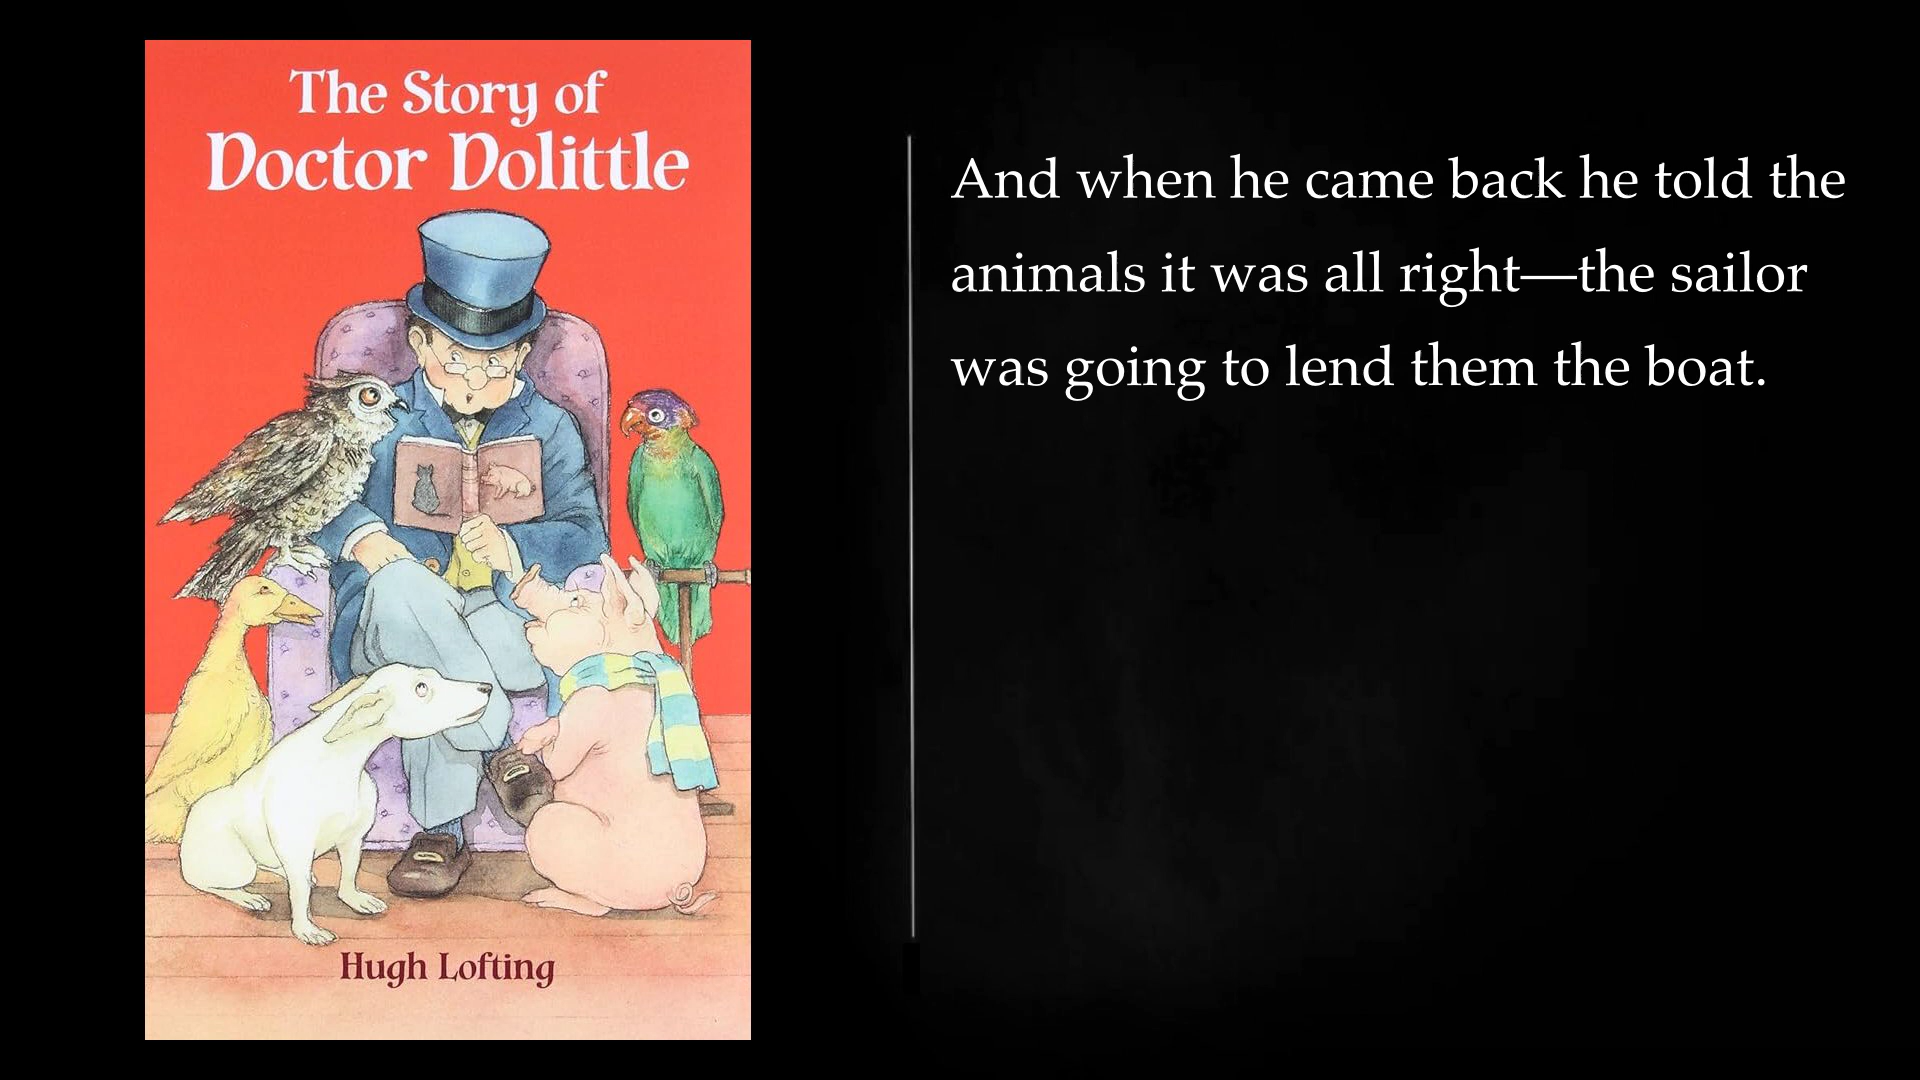 The Story of
Doctor Dolittle
Hugh Lofting
And when he came back he told the
animals it was all right—the sailor
was going to lend them the boat.